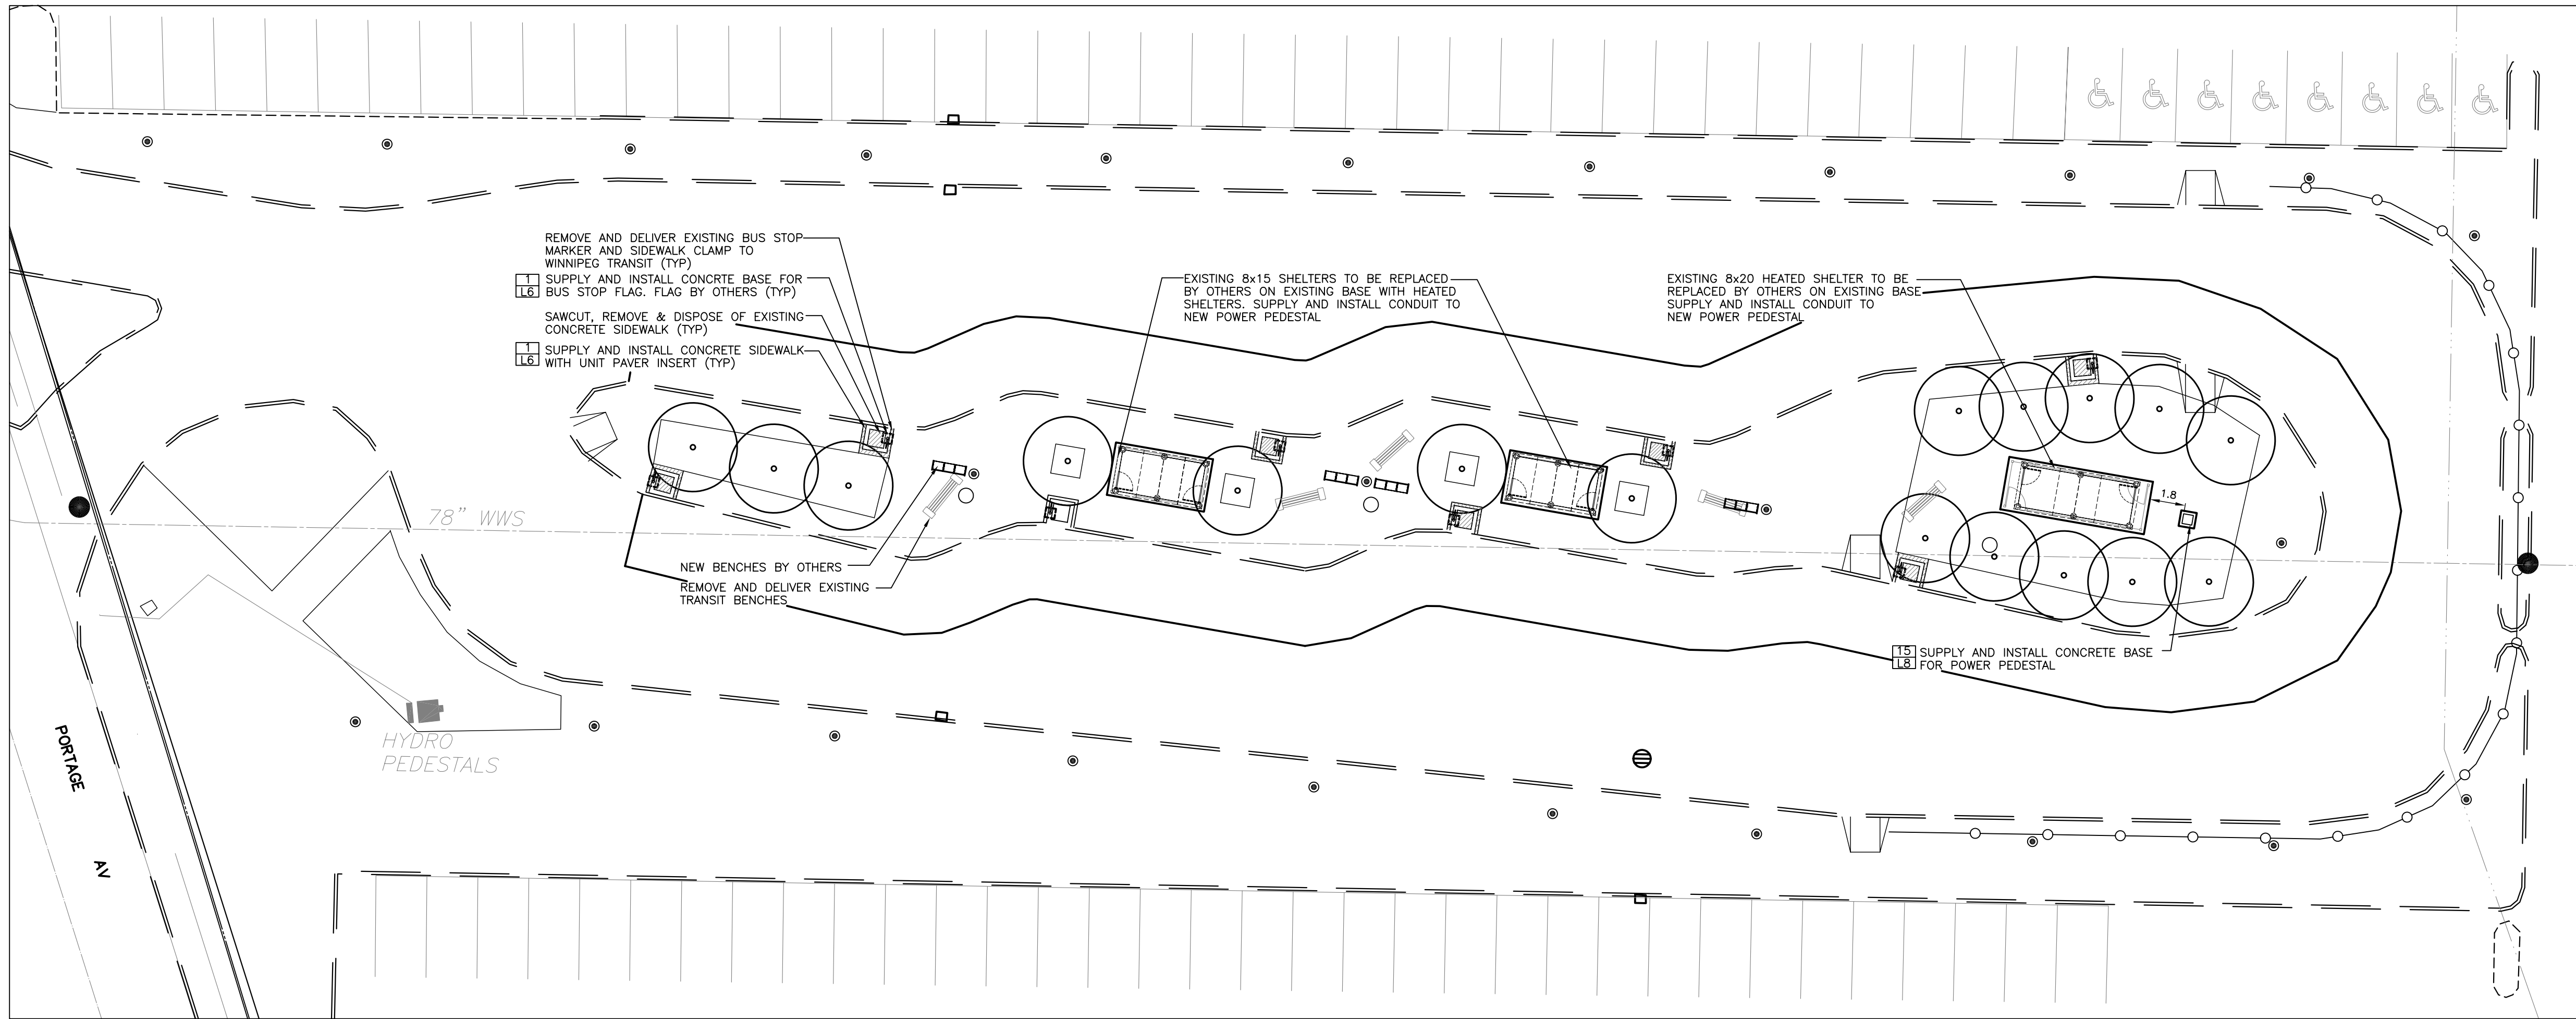 REMOVE AND DELIVER EXISTING BUS STOP
MARKER AND SIDEWALK CLAMP TO
WINNIPEG TRANSIT (TYP)
1
L6
SUPPLY AND INSTALL CONCRTE BASE FOR
BUS STOP FLAG. FLAG BY OTHERS (TYP)
SAWCUT, REMOVE & DISPOSE OF EXISTING
CONCRETE SIDEWALK (TYP)
1
L6
SUPPLY AND INSTALL CONCRETE SIDEWALK
WITH UNIT PAVER INSERT (TYP)
EXISTING 8x15 SHELTERS TO BE REPLACED
BY OTHERS ON EXISTING BASE WITH HEATED
SHELTERS. SUPPLY AND INSTALL CONDUIT TO
NEW POWER PEDESTAL
EXISTING 8x20 HEATED SHELTER TO BE
REPLACED BY OTHERS ON EXISTING BASE
SUPPLY AND INSTALL CONDUIT TO
NEW POWER PEDESTAL
1.8
78" WWS
NEW BENCHES BY OTHERS
REMOVE AND DELIVER EXISTING
TRANSIT BENCHES
15
L8
SUPPLY AND INSTALL CONCRETE BASE
FOR POWER PEDESTAL
HYDRO
PEDESTALS
PORTAGE
AV